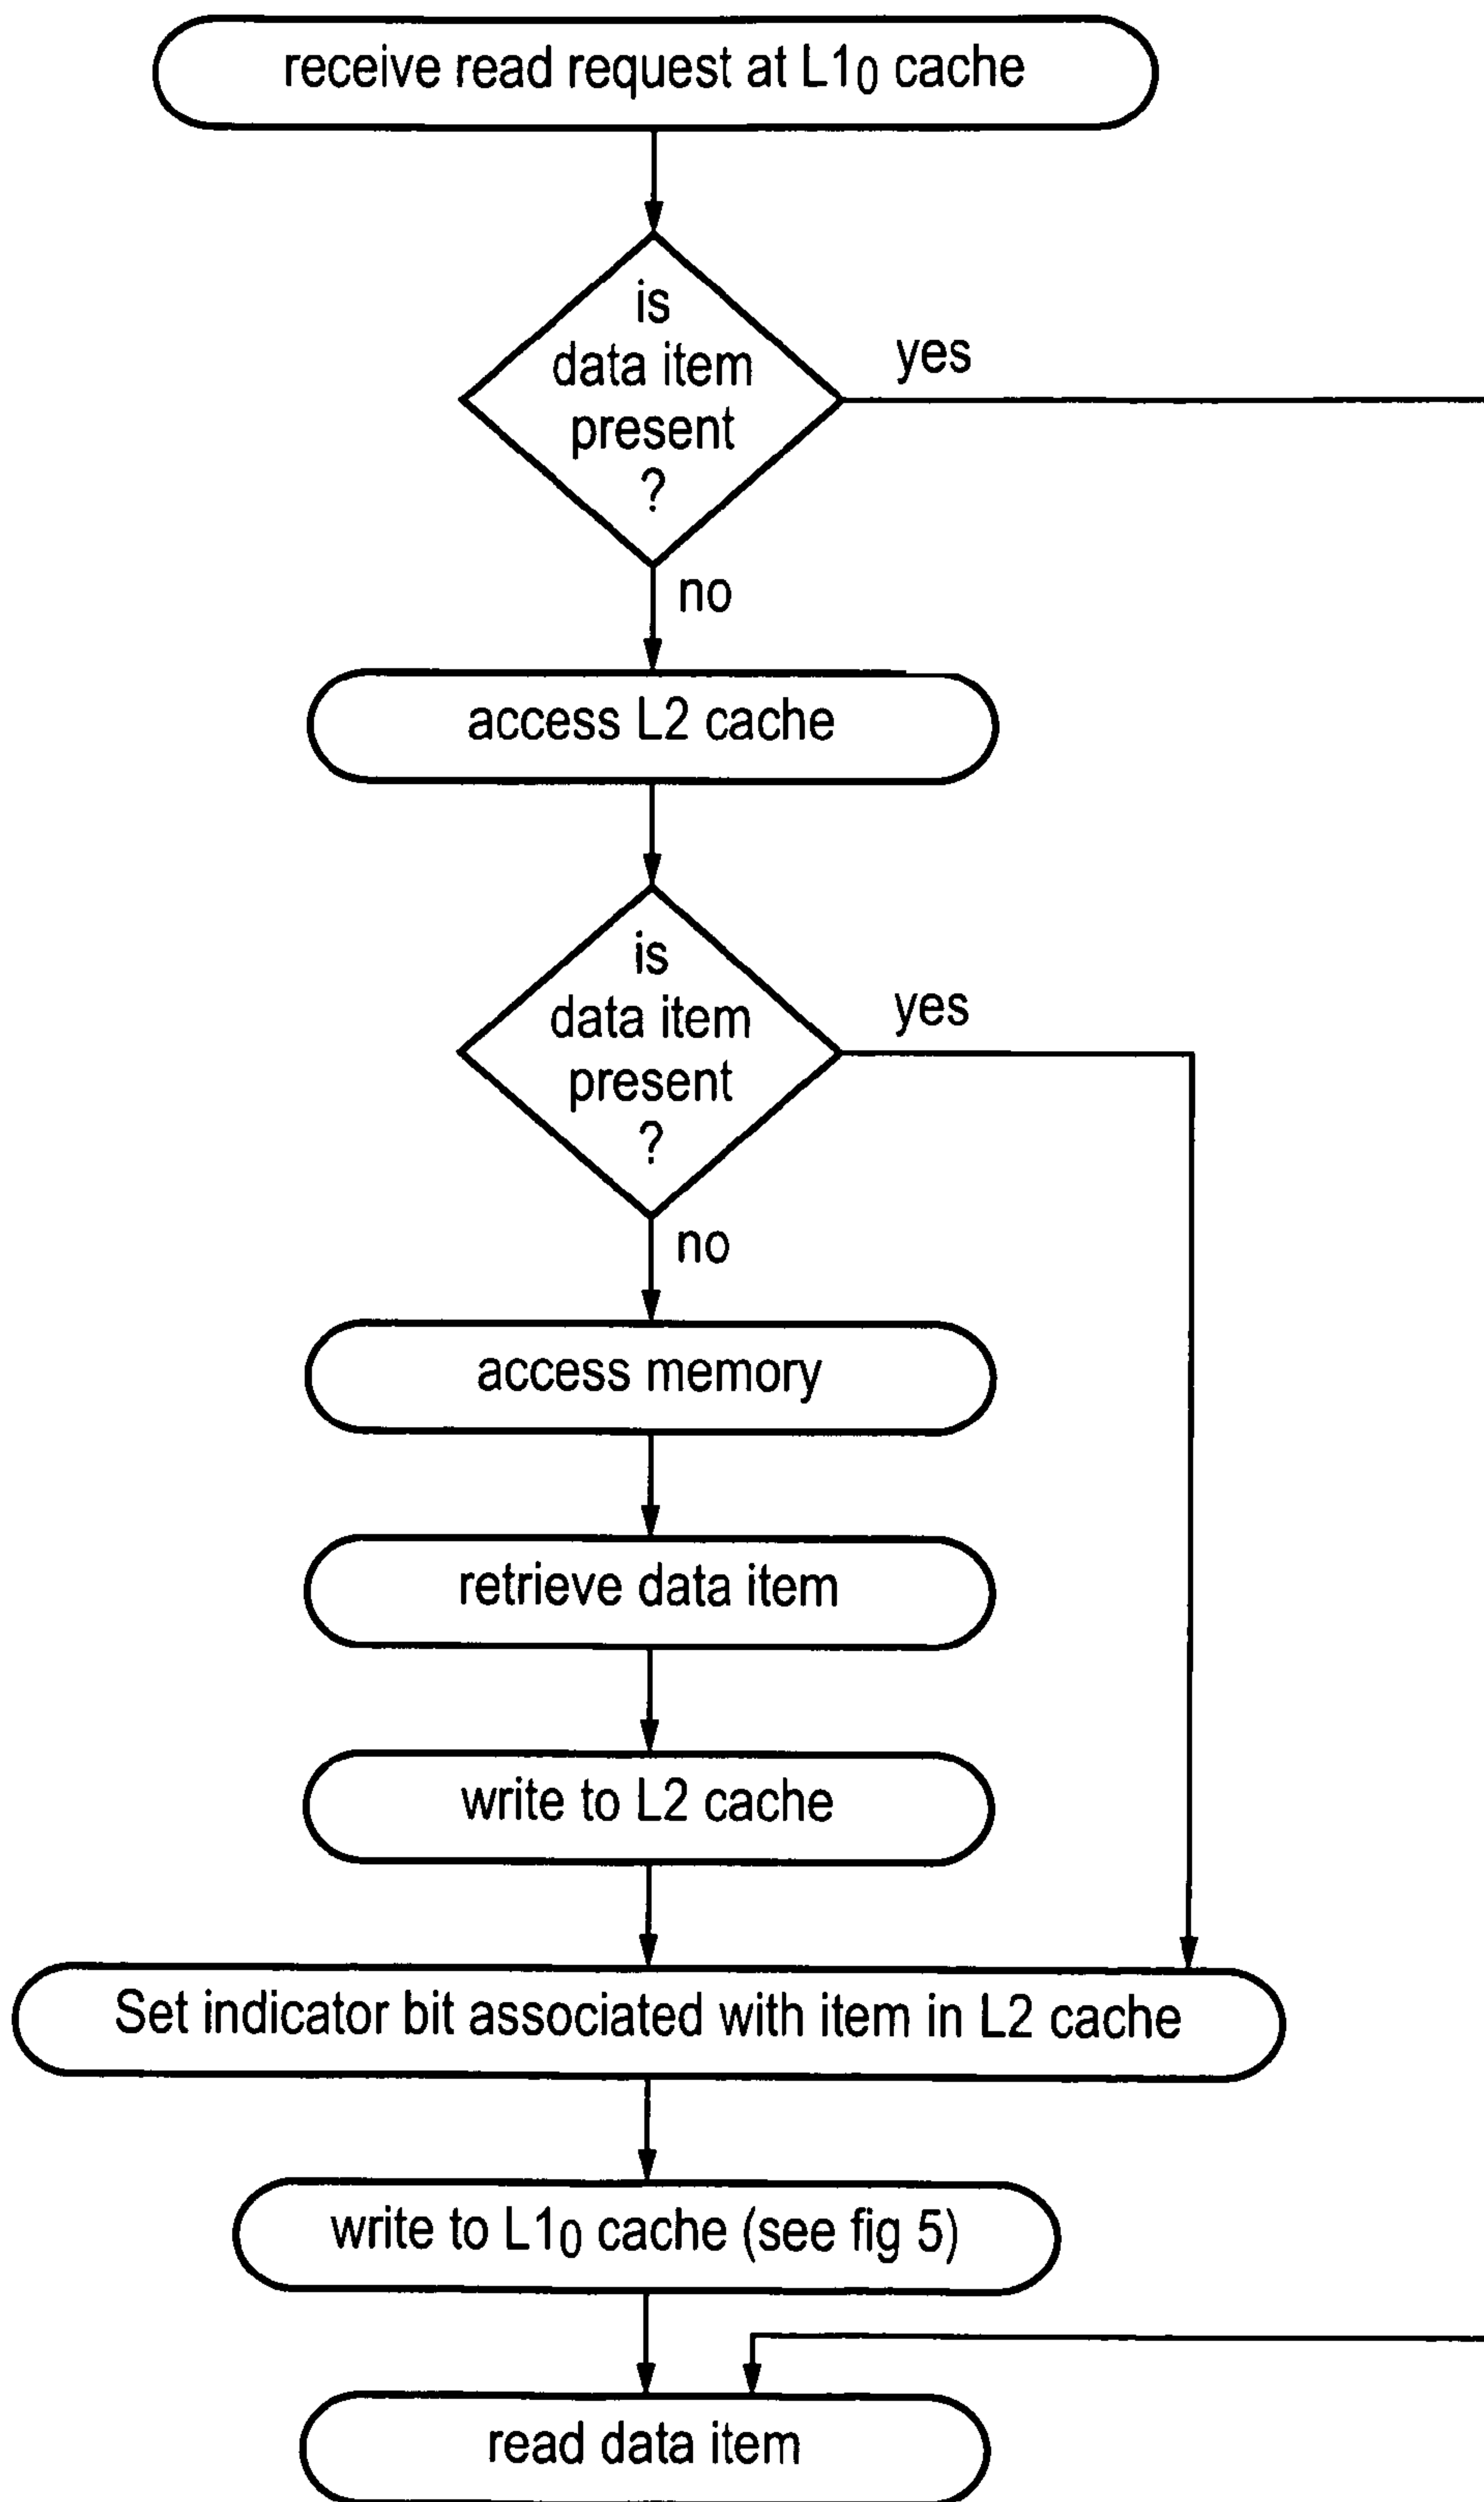 receive read request at L1₀ cache
is
data item
present
?
yes
no
access L2 cache
is
data item
present
?
yes
no
access memory
retrieve data item
write to L2 cache
Set indicator bit associated with item in L2 cache
write to L1₀ cache (see fig 5)
read data item